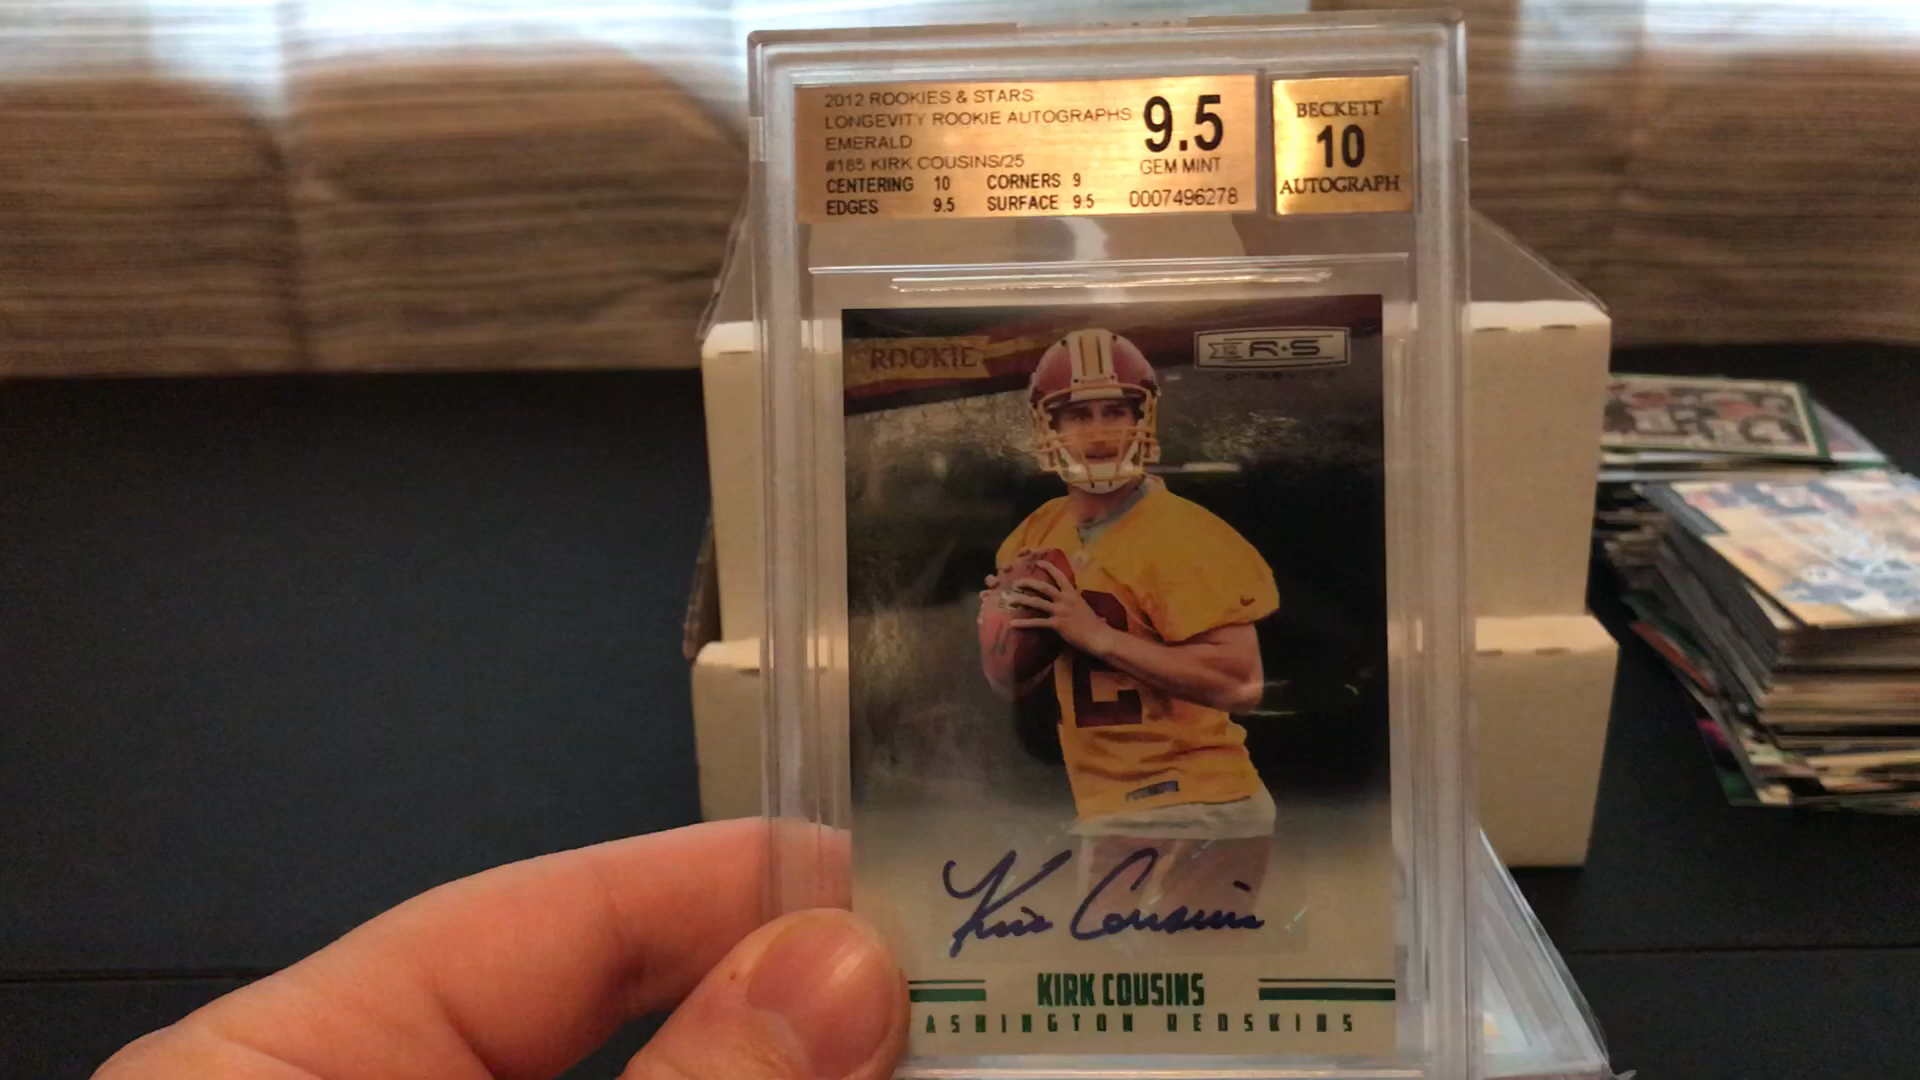 2012 ROOKIES & STARS
LONGEVITY ROOKIE AUTOGRAPHS
EMERALD
#185 KIRK COUSINS/25
CENTERING 10 CORNERS 9
EDGES 9.5 SURFACE 9.5
9.5
GEM MINT
0007496278
BECKETT
10
AUTOGRAPH
ROOKIE
R·S
Kirk Cousins
KIRK COUSINS
ASHINGTON REDSKINS